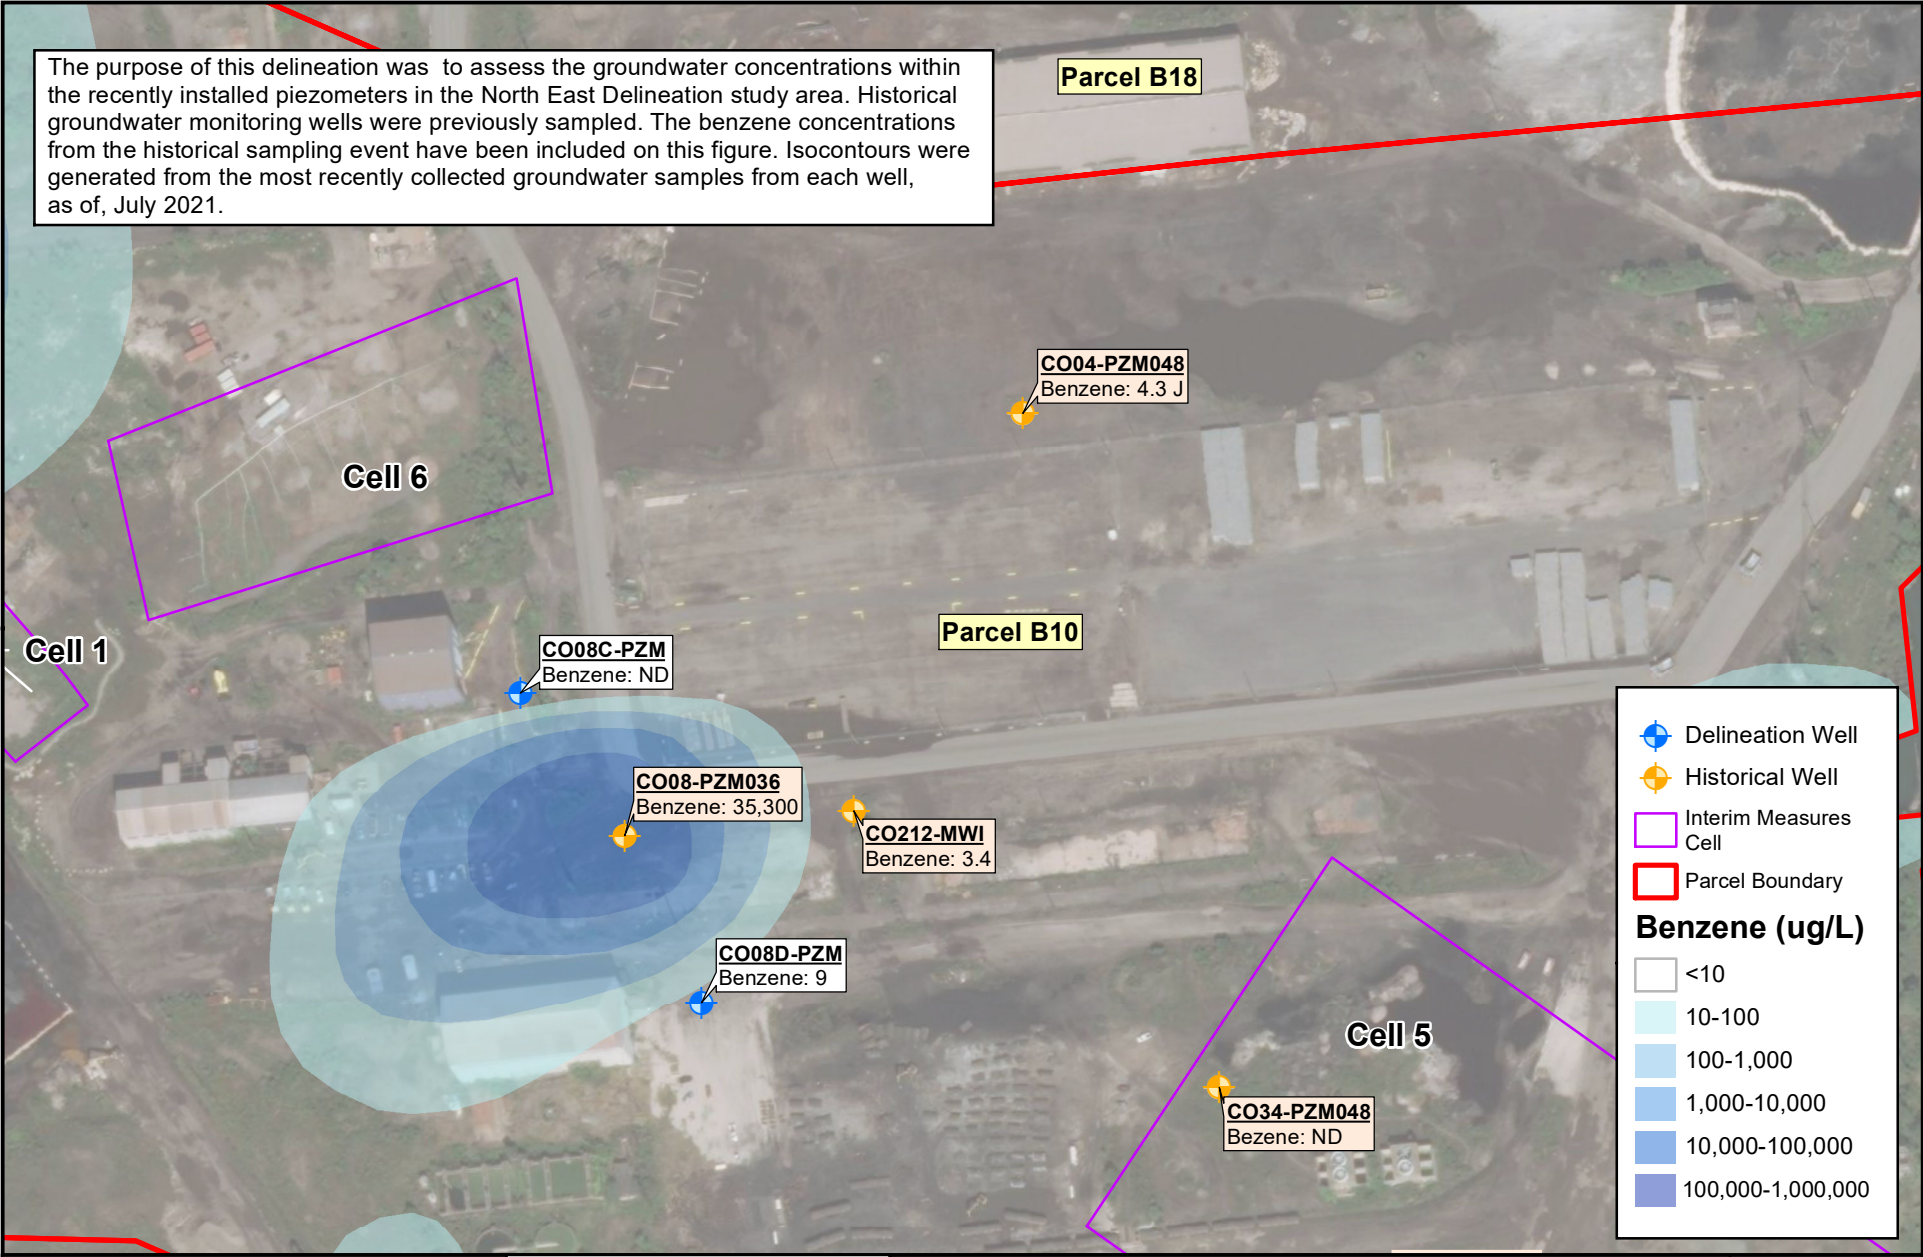 The purpose of this delineation was  to assess the groundwater concentrations within
the recently installed piezometers in the North East Delineation study area. Historical
groundwater monitoring wells were previously sampled. The benzene concentrations
from the historical sampling event have been included on this figure. Isocontours were
generated from the most recently collected groundwater samples from each well,
as of, July 2021.
Parcel B18
CO04-PZM048
Benzene: 4.3 J
Cell 6
Parcel B10
Cell 1
CO08C-PZM
Benzene: ND
CO08-PZM036
Benzene: 35,300
CO212-MWI
Benzene: 3.4
CO08D-PZM
Benzene: 9
Cell 5
CO34-PZM048
Bezene: ND
Delineation Well
Historical Well
Interim Measures
Cell
Parcel Boundary
Benzene (ug/L)
<10
10-100
100-1,000
1,000-10,000
10,000-100,000
100,000-1,000,000